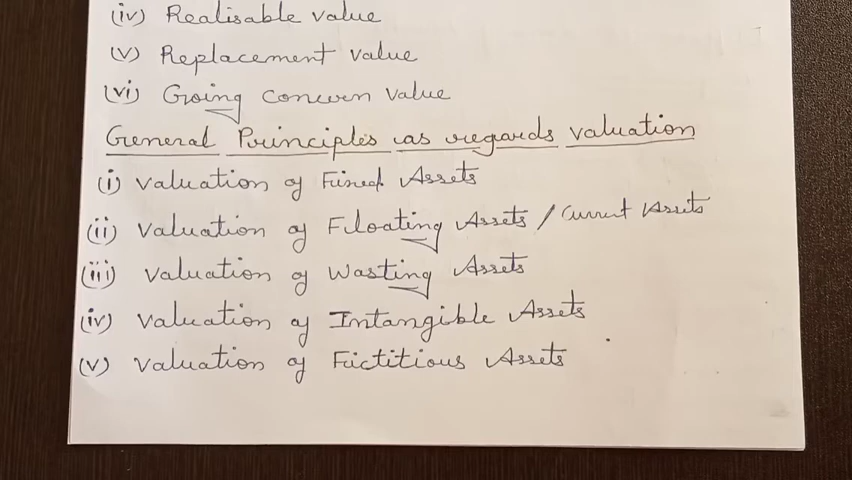 (iv) Realisable value
(v) Replacement value
(vi) Going concern value
General Principles as regards valuation
(i) valuation of Fixed Assets
(ii) valuation of Floating Assets / Current Assets
(iii) valuation of Wasting Assets
(iv) valuation of Intangible Assets
(v) valuation of Fictitious Assets